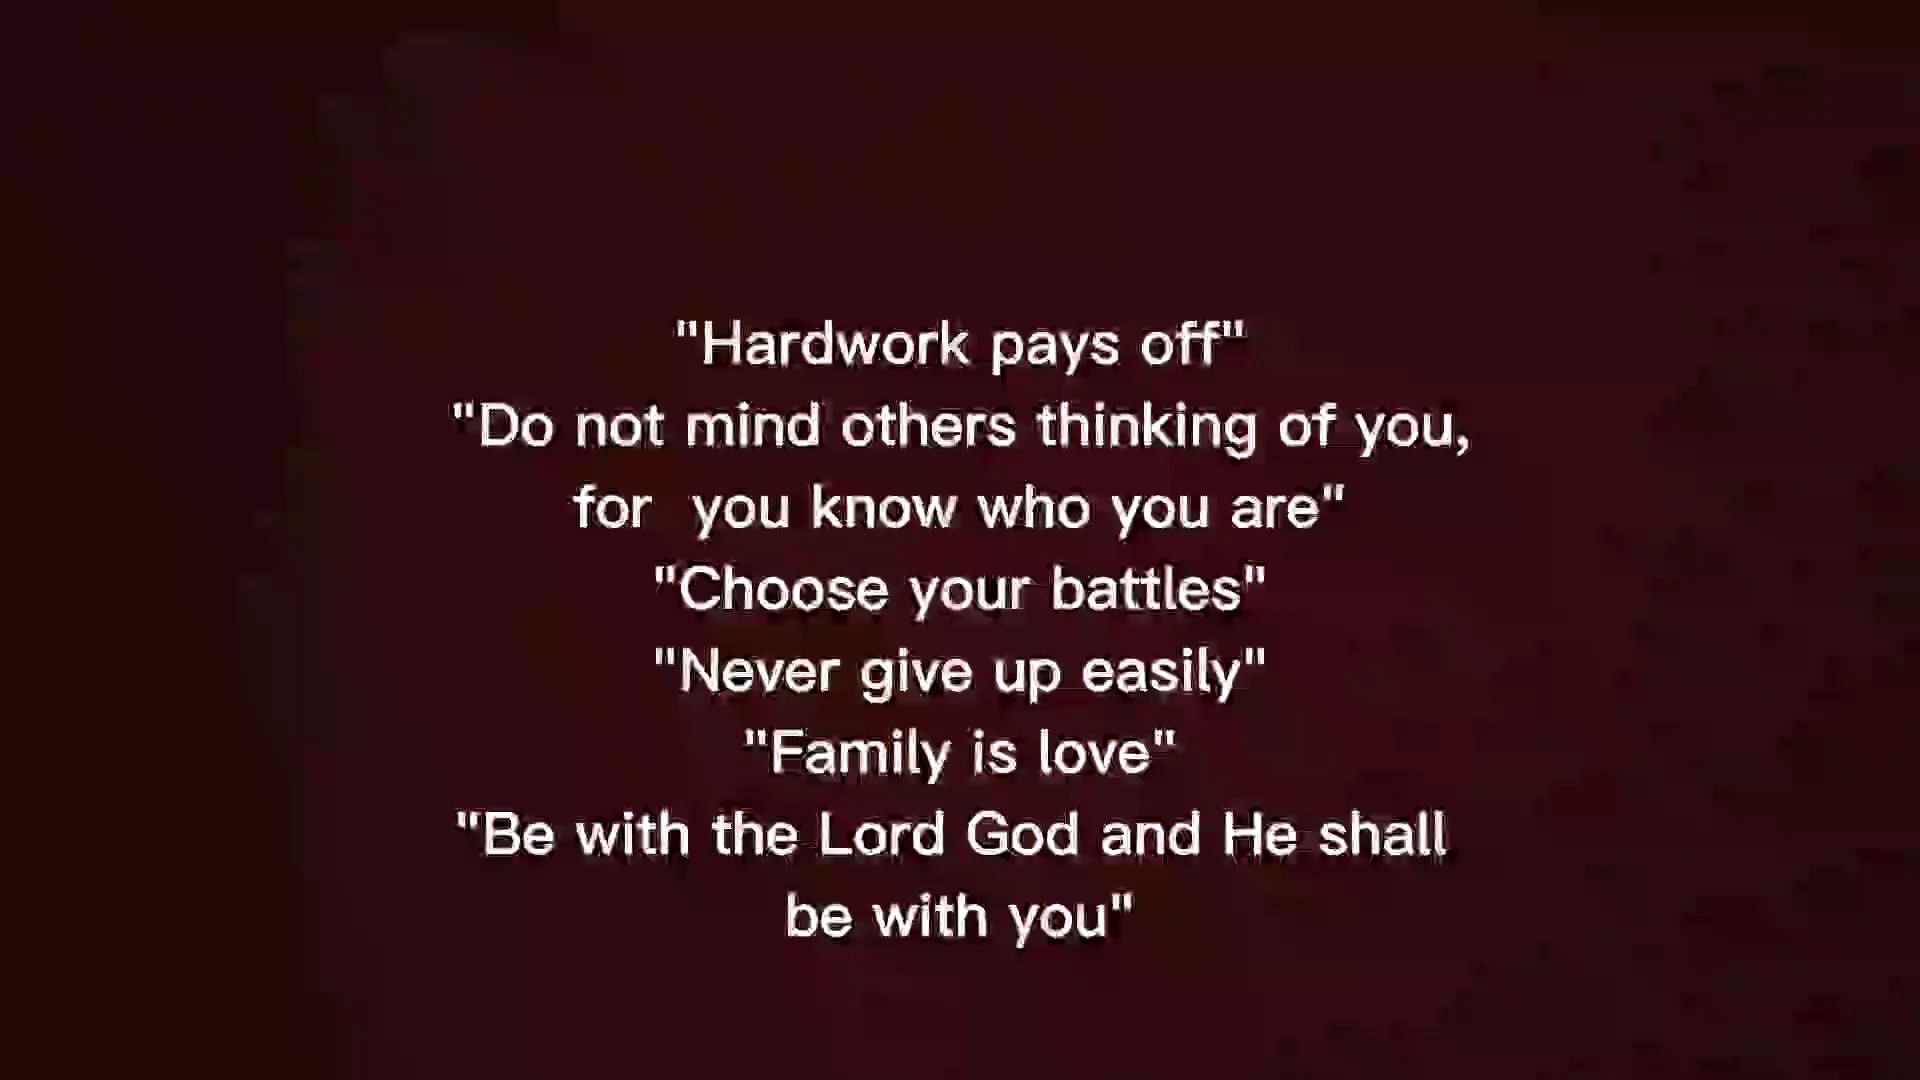 "Hardwork pays off"
"Do not mind others thinking of you,
for  you know who you are"
"Choose your battles"
"Never give up easily"
"Family is love"
"Be with the Lord God and He shall
be with you"